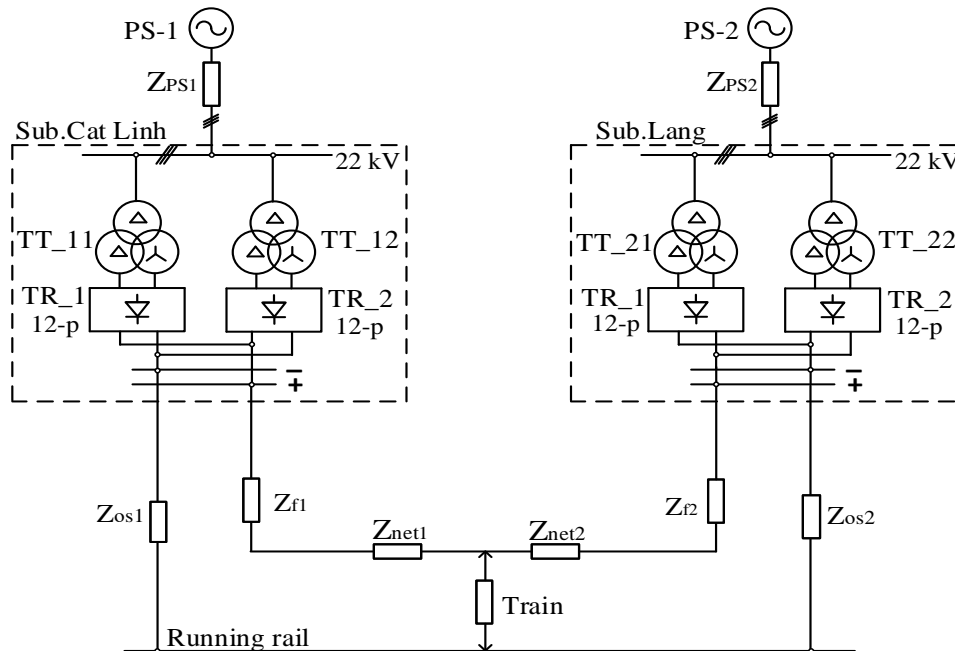 PS-1
PS-2
ZPS1
ZPS2
Sub.Cat Linh
Sub.Lang
22 kV
22 kV
TT_11
TT_12
TT_21
TT_22
TR_1
12-p
TR_2
12-p
TR_1
12-p
TR_2
12-p
−
+
−
+
Zos1
Zf1
Znet1
Znet2
Zf2
Zos2
Train
Running rail